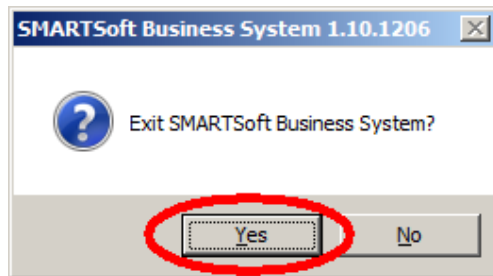 SMARTSoft Business System 1.10.1206
Exit SMARTSoft Business System?
Yes
No